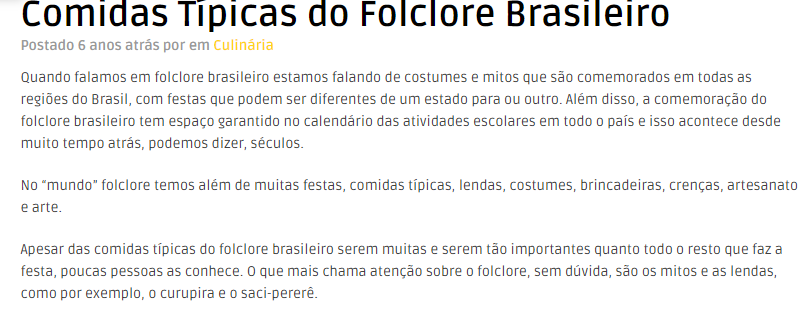 Comidas Típicas do Folclore Brasileiro
Postado 6 anos atrás por em Culinária
Quando falamos em folclore brasileiro estamos falando de costumes e mitos que são comemorados em todas as
regiões do Brasil, com festas que podem ser diferentes de um estado para ou outro. Além disso, a comemoração do
folclore brasileiro tem espaço garantido no calendário das atividades escolares em todo o país e isso acontece desde
muito tempo atrás, podemos dizer, séculos.
No “mundo” folclore temos além de muitas festas, comidas típicas, lendas, costumes, brincadeiras, crenças, artesanato
e arte.
Apesar das comidas típicas do folclore brasileiro serem muitas e serem tão importantes quanto todo o resto que faz a
festa, poucas pessoas as conhece. O que mais chama atenção sobre o folclore, sem dúvida, são os mitos e as lendas,
como por exemplo, o curupira e o saci-pererê.